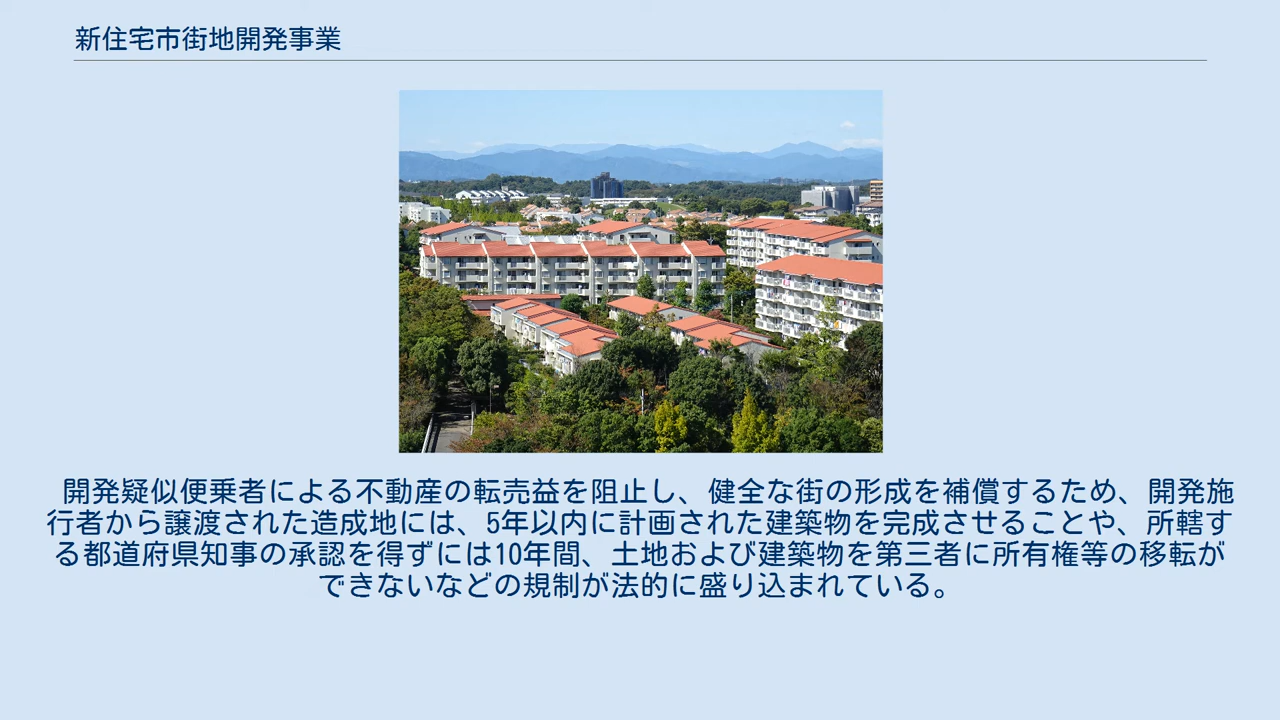 新住宅市街地開発事業
開発疑似便乗者による不動産の転売益を阻止し、健全な街の形成を補償するため、開発施
行者から譲渡された造成地には、5年以内に計画された建築物を完成させることや、所轄す
る都道府県知事の承認を得ずには10年間、土地および建築物を第三者に所有権等の移転が
できないなどの規制が法的に盛り込まれている。